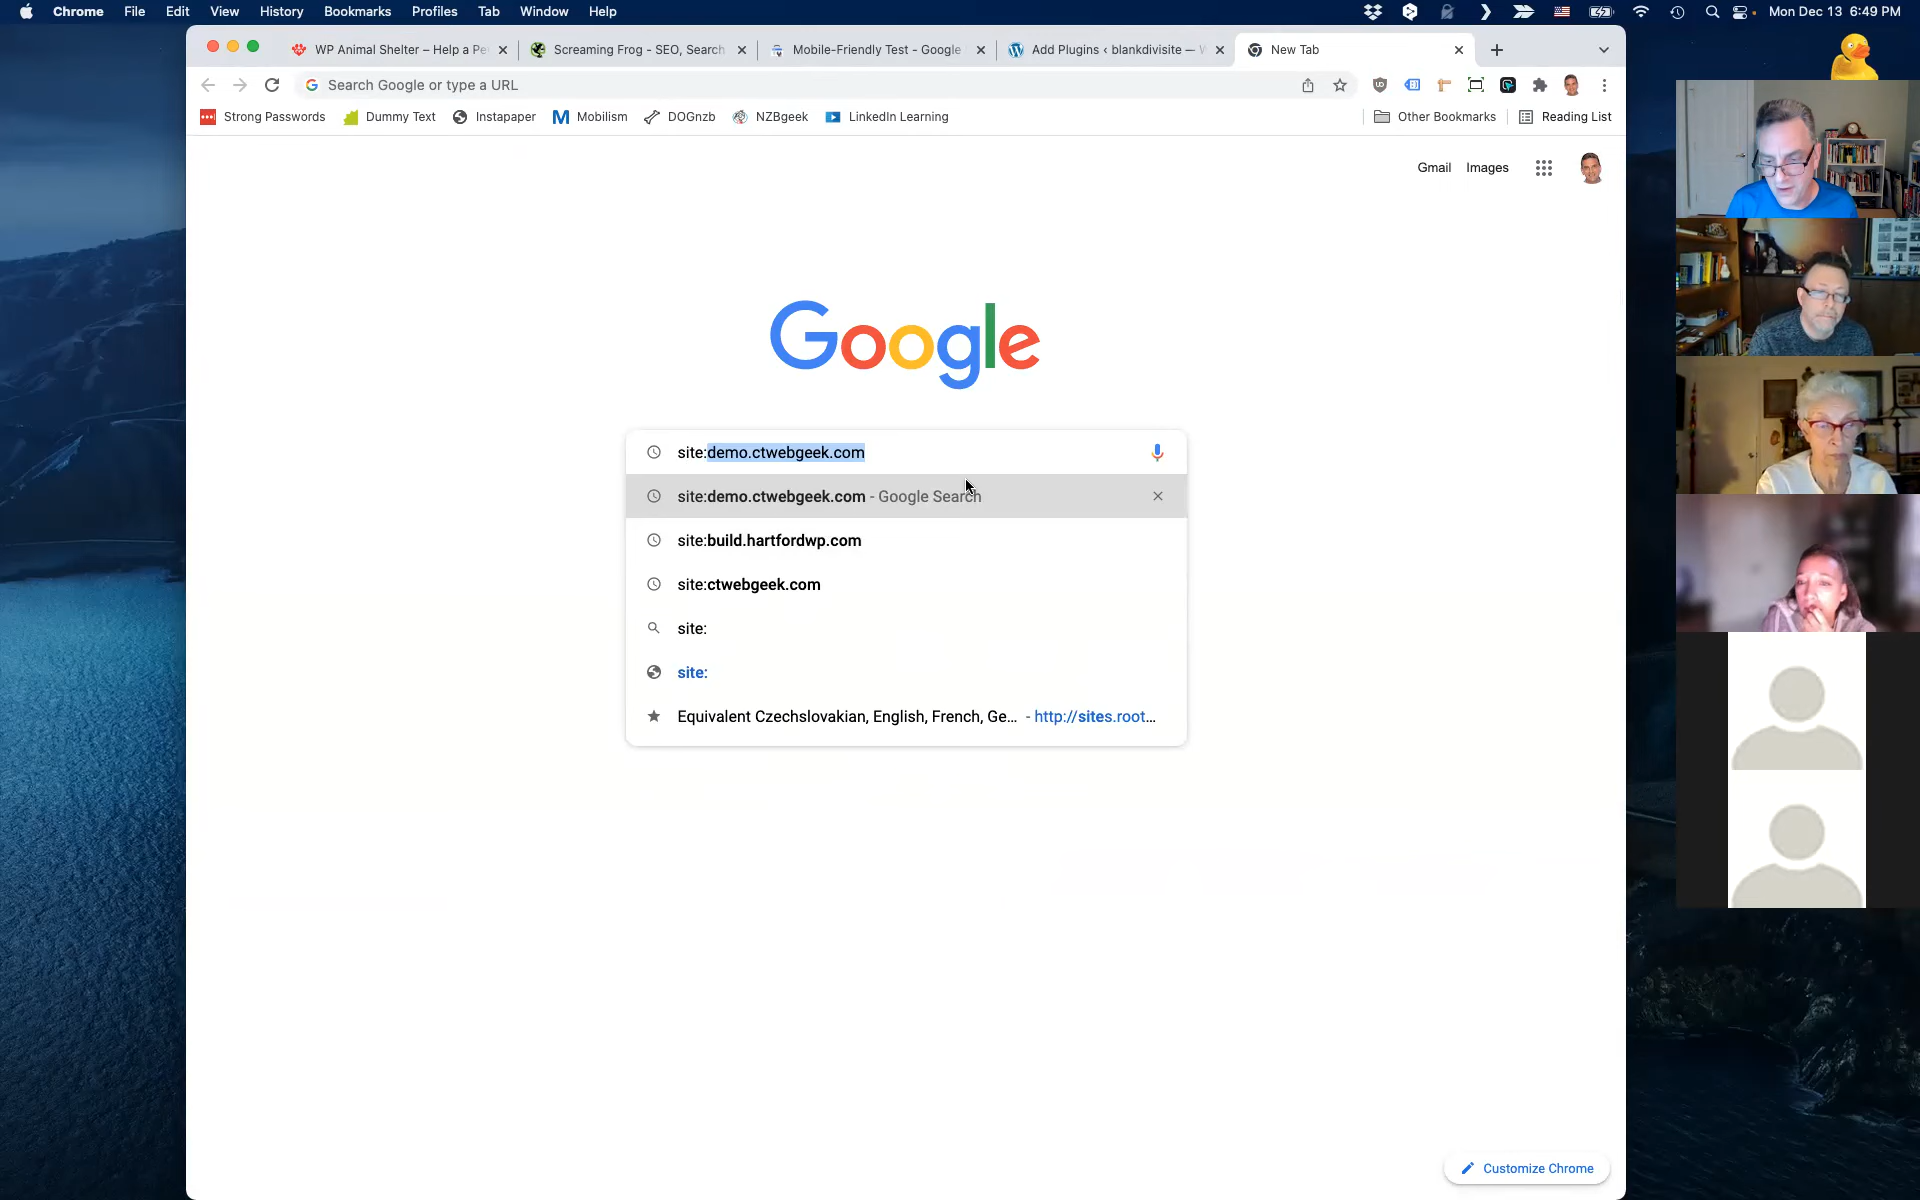 Chrome File Edit View History Bookmarks Profiles Tab Window Help Mon Dec 13 6:49 PM
WP Animal Shelter – Help a Pe Screaming Frog - SEO, Search Mobile-Friendly Test - Google Add Plugins ‹ blankdivisite — W New Tab
Search Google or type a URL
Strong Passwords Dummy Text Instapaper Mobilism DOGnzb NZBgeek LinkedIn Learning Other Bookmarks Reading List
Gmail Images
Google
site:demo.ctwebgeek.com
site:demo.ctwebgeek.com - Google Search
site:build.hartfordwp.com
site:ctwebgeek.com
site:
site:
Equivalent Czechslovakian, English, French, Ge... - http://sites.root...
Customize Chrome